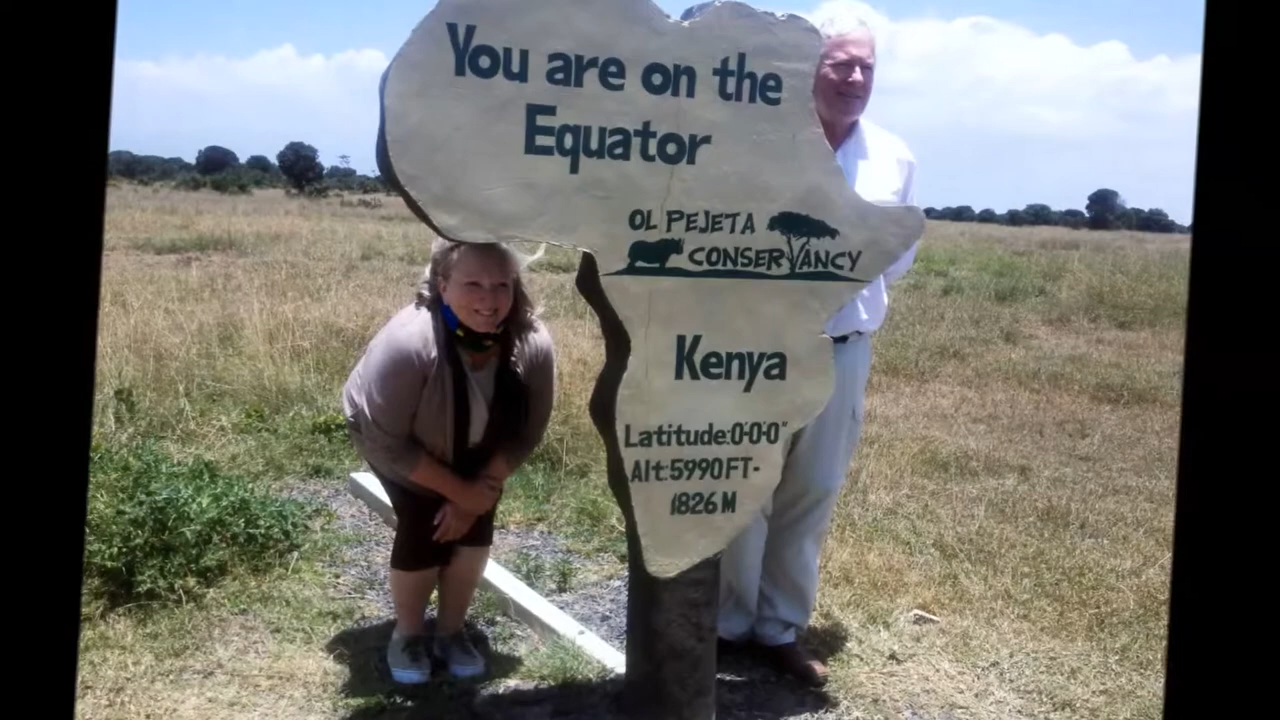 You are on the
Equator
OL PEJETA
CONSERVANCY
Kenya
Latitude:0-0-0"
Alt:5990FT-
1826 M